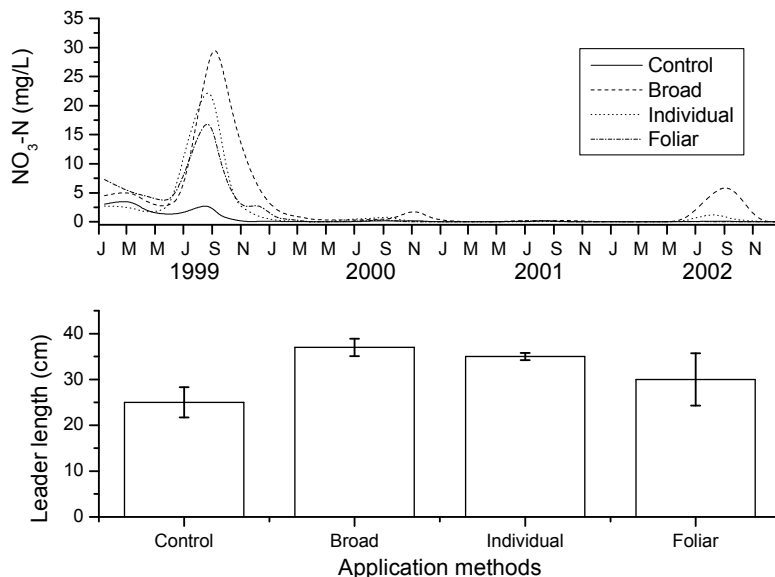 NO3-N (mg/L)
35
30
25
20
15
10
5
0
Control
Broad
Individual
Foliar
J M M J S N J M M J S N J M M J S N J M M J S N
1999 2000 2001 2002
Leader length (cm)
40
30
20
10
0
Control Broad Individual Foliar
Application methods